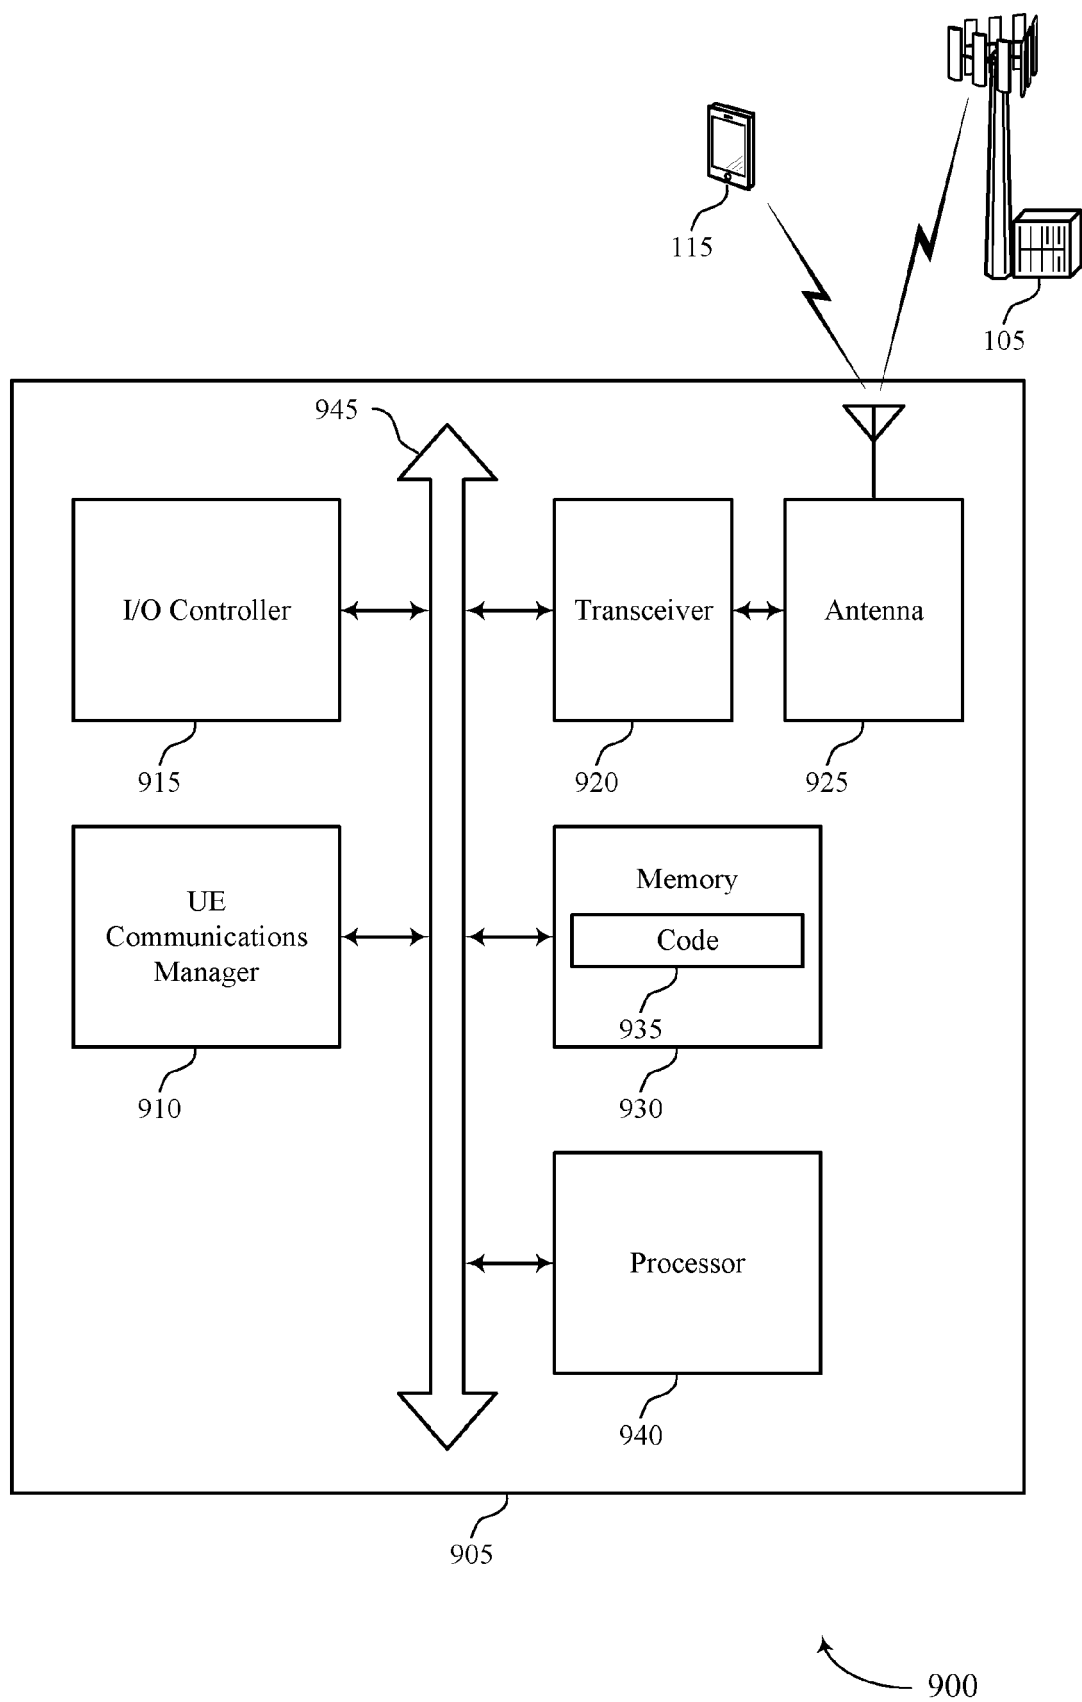 115
105
945
I/O Controller
Transceiver
Antenna
915
920
925
UE
Communications
Manager
Memory
Code
935
910
930
Processor
940
905
900